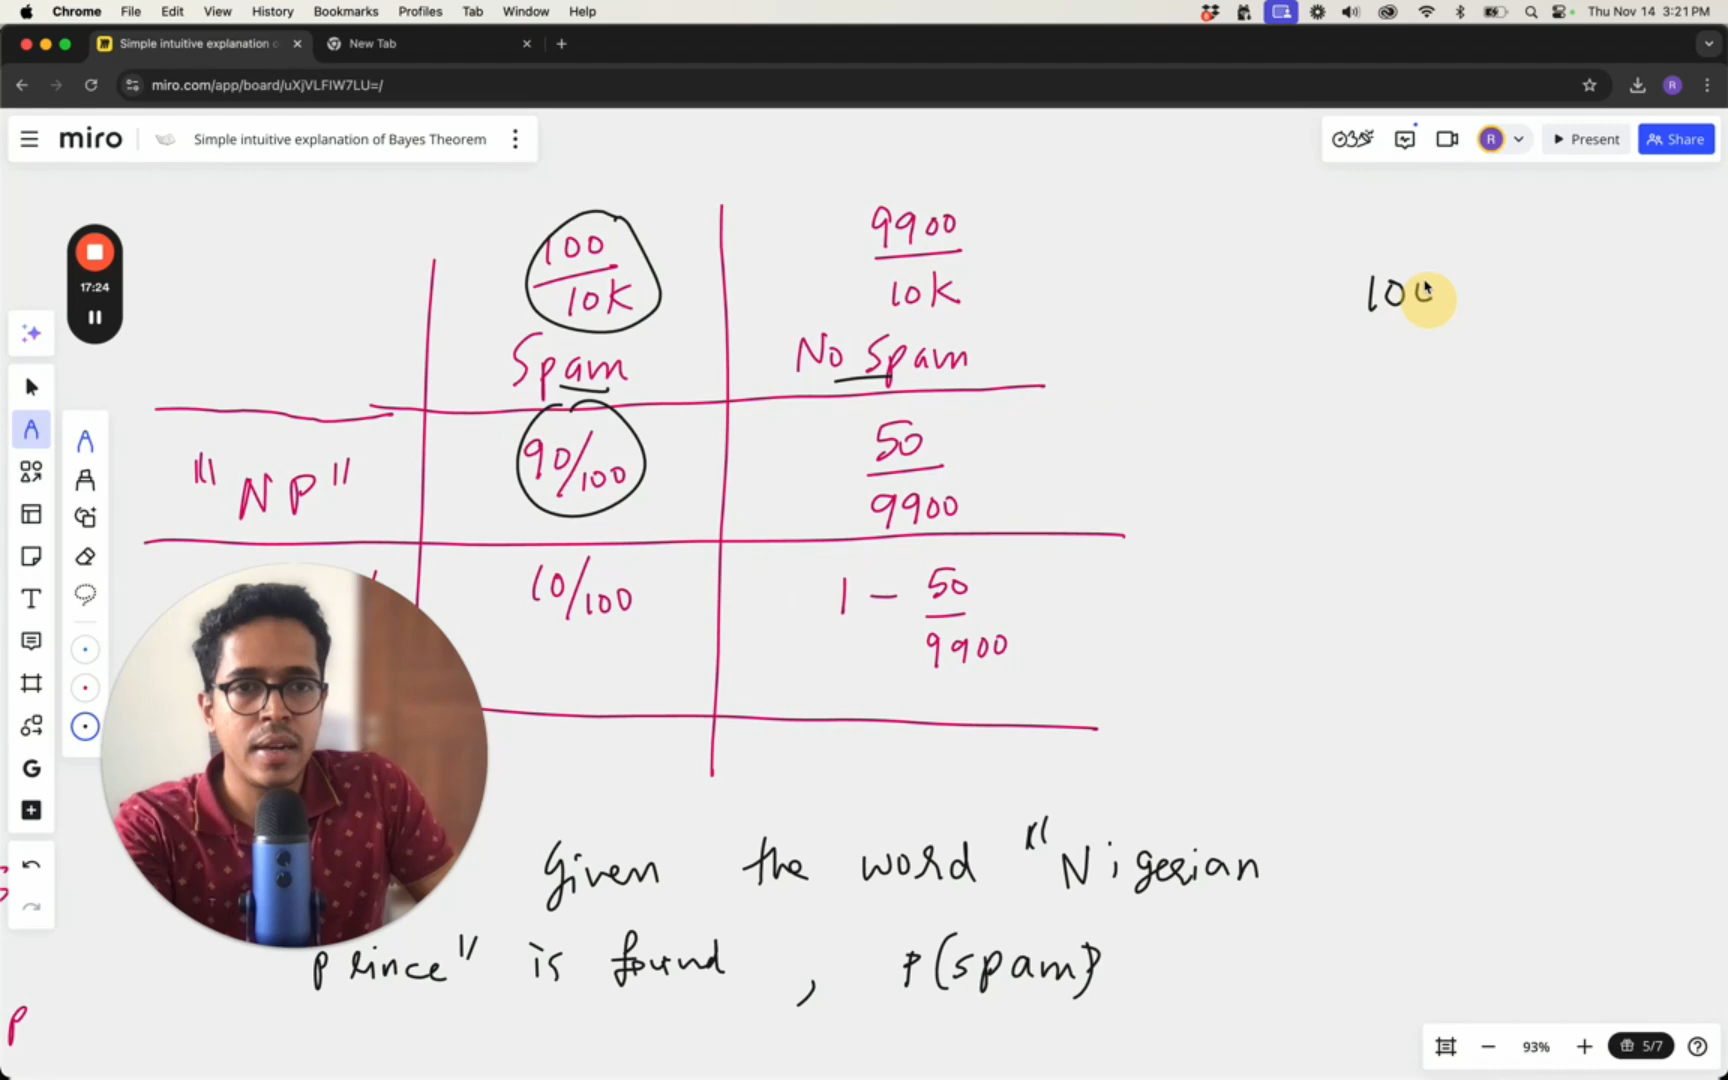 Chrome File Edit View History Bookmarks Profiles Tab Window Help Thu Nov 14 3:21 PM
Simple intuitive explanation o New Tab
miro.com/app/board/uXjVLFIW7LU=/ R
miro Simple intuitive explanation of Bayes Theorem R Present Share
100 9900
10K 10K
10
17:24
Spam No Spam
"NP" 90/100 50
9900
10/100 1 - 50
9900
T
G
Given the word "Nigerian
prince" is found , P(spam)
P
93% 5/7